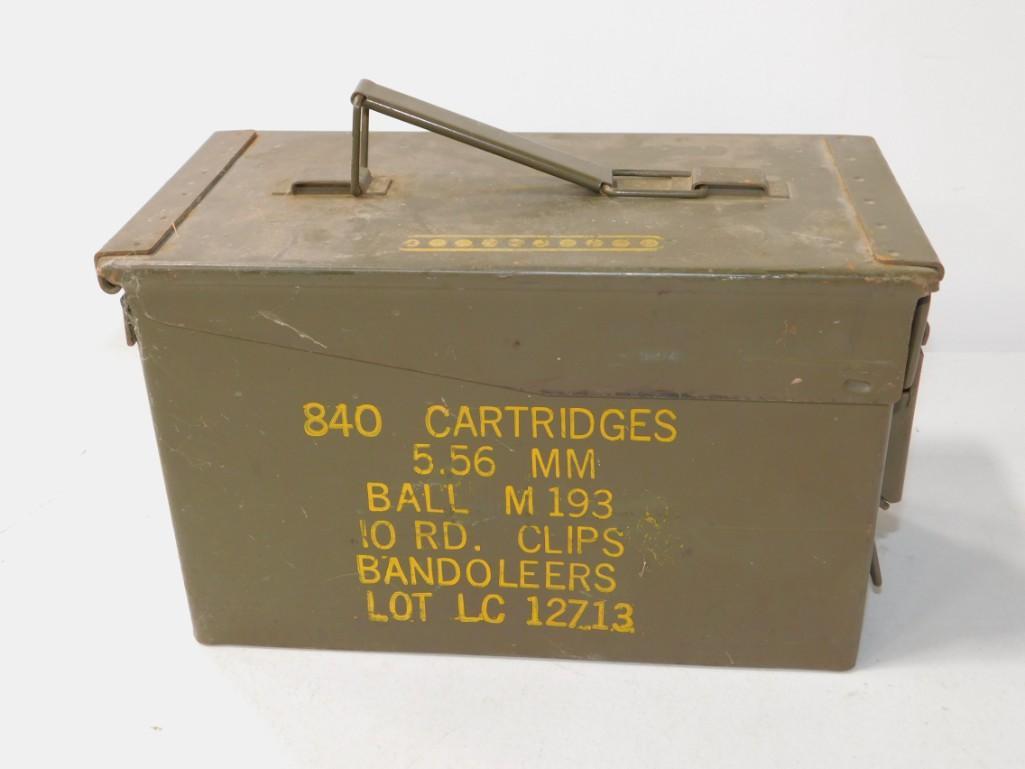 840 CARTRIDGES
5.56 MM
BALL M193
10 RD. CLIPS
BANDOLEERS
LOT LC 12713